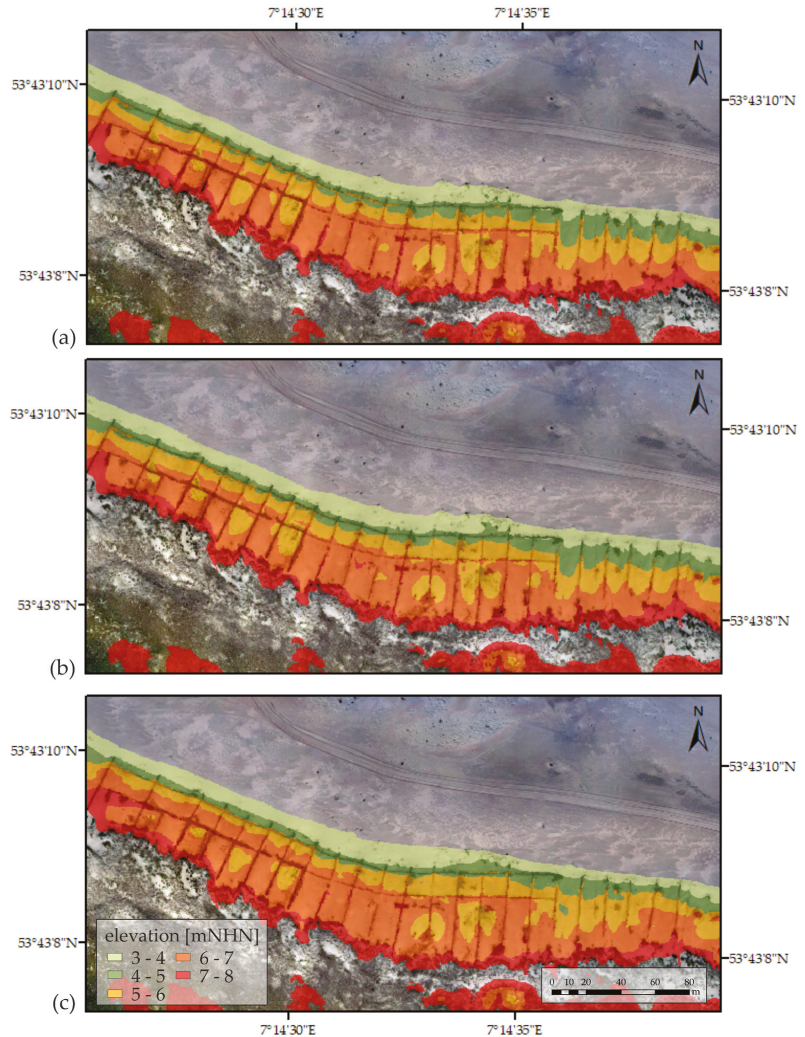 7°14'30"E 7°14'35"E
N
53°43'10"N 53°43'10"N
53°43'8"N 53°43'8"N
(a)
N
53°43'10"N 53°43'10"N
53°43'8"N 53°43'8"N
(b)
N
53°43'10"N 53°43'10"N
53°43'8"N 53°43'8"N
elevation [mNHN]
3 - 4 6 - 7
4 - 5 7 - 8
5 - 6
0 10 20 40 60 80
m
(c)
7°14'30"E 7°14'35"E